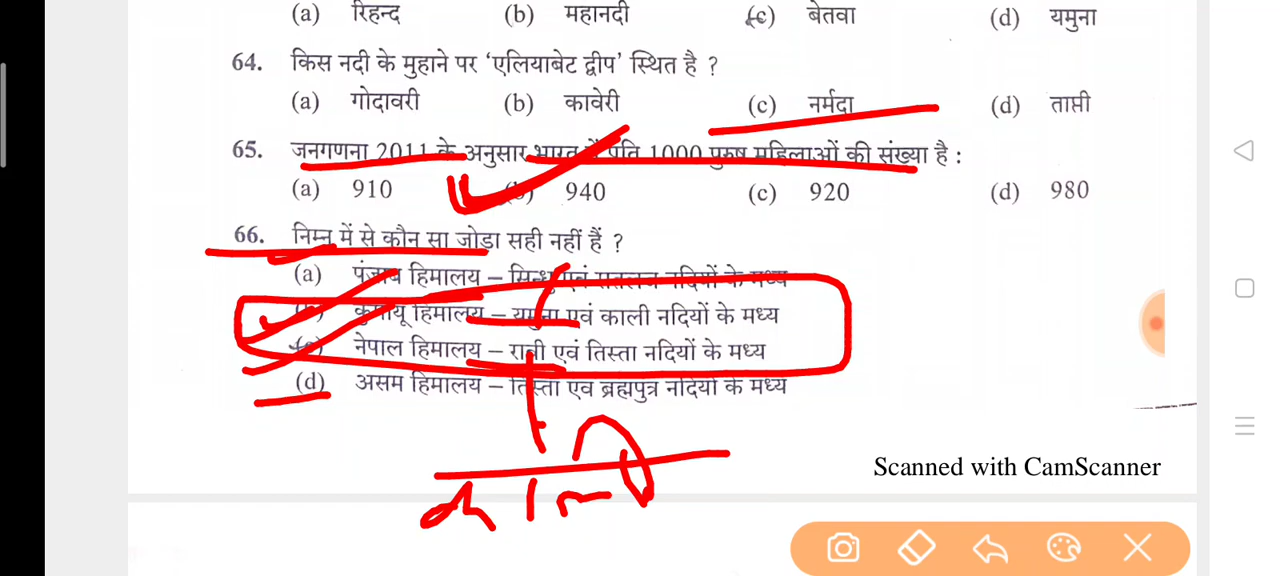 (a) रिहन्द (b) महानदी (c) बेतवा (d) यमुना
64. किस नदी के मुहाने पर ‘एलियाबेट द्वीप’ स्थित है ?
(a) गोदावरी (b) कावेरी (c) नर्मदा (d) ताप्ती
65. जनगणना 2011 के अनुसार भारत में प्रति 1000 पुरुष महिलाओं की संख्या है :
(a) 910 (b) 940 (c) 920 (d) 980
66. निम्न में से कौन सा जोडा सही नहीं हैं ?
(a) पंजाब हिमालय – सिन्धु एवं सतलच नदियों के मध्य
(b) कुमायू हिमालय – यमुना एवं काली नदियों के मध्य
(c) नेपाल हिमालय – रावी एवं तिस्ता नदियों के मध्य
(d) असम हिमालय – तिस्ता एवं ब्रह्मपुत्र नदियों के मध्य
काली
Scanned with CamScanner